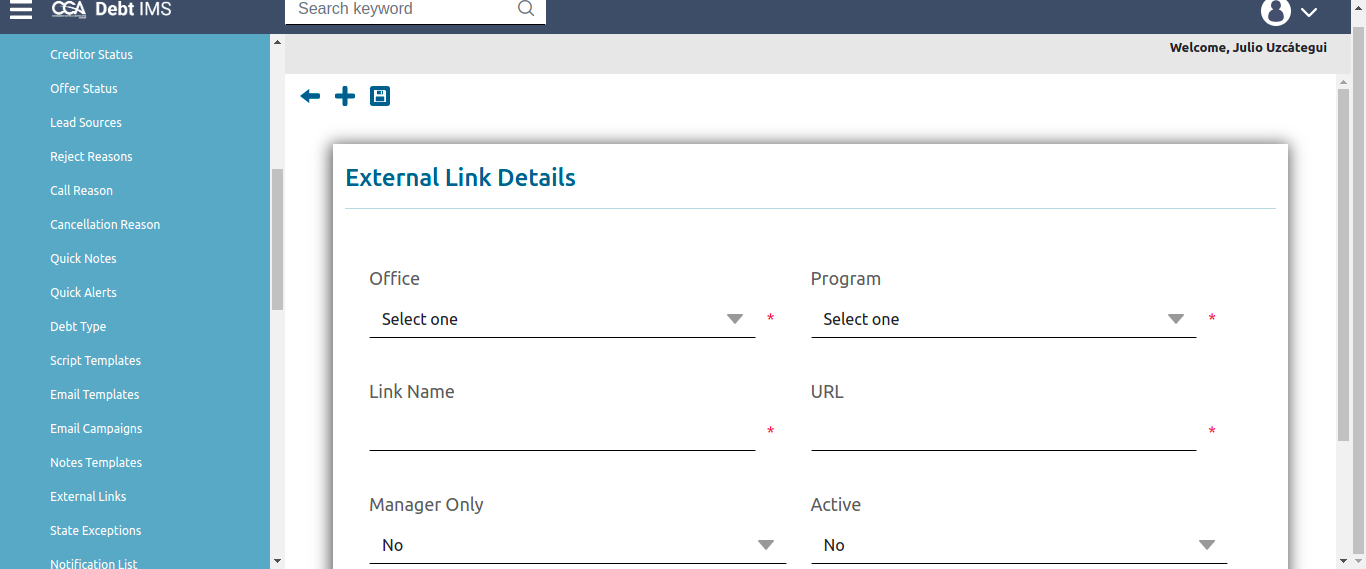 CGA Debt IMS
Search keyword
Welcome, Julio Uzcátegui
Creditor Status
Offer Status
Lead Sources
Reject Reasons
Call Reason
Cancellation Reason
Quick Notes
Quick Alerts
Debt Type
Script Templates
Email Templates
Email Campaigns
Notes Templates
External Links
State Exceptions
Notification List
External Link Details
Office Program
Select one * Select one *
Link Name URL
* *
Manager Only Active
No No